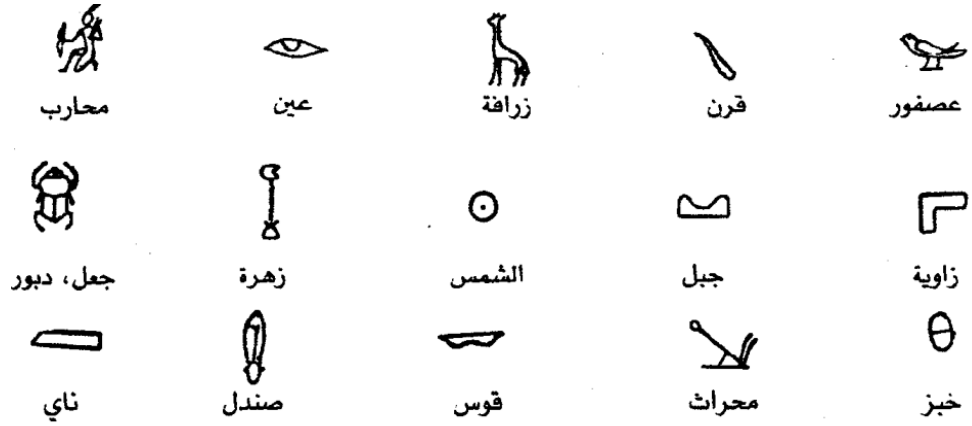 عصفور قرن زرافة عين محارب
زاوية جبل الشمس زهرة جعل، دبور
خبز محراث قوس صندل ناي